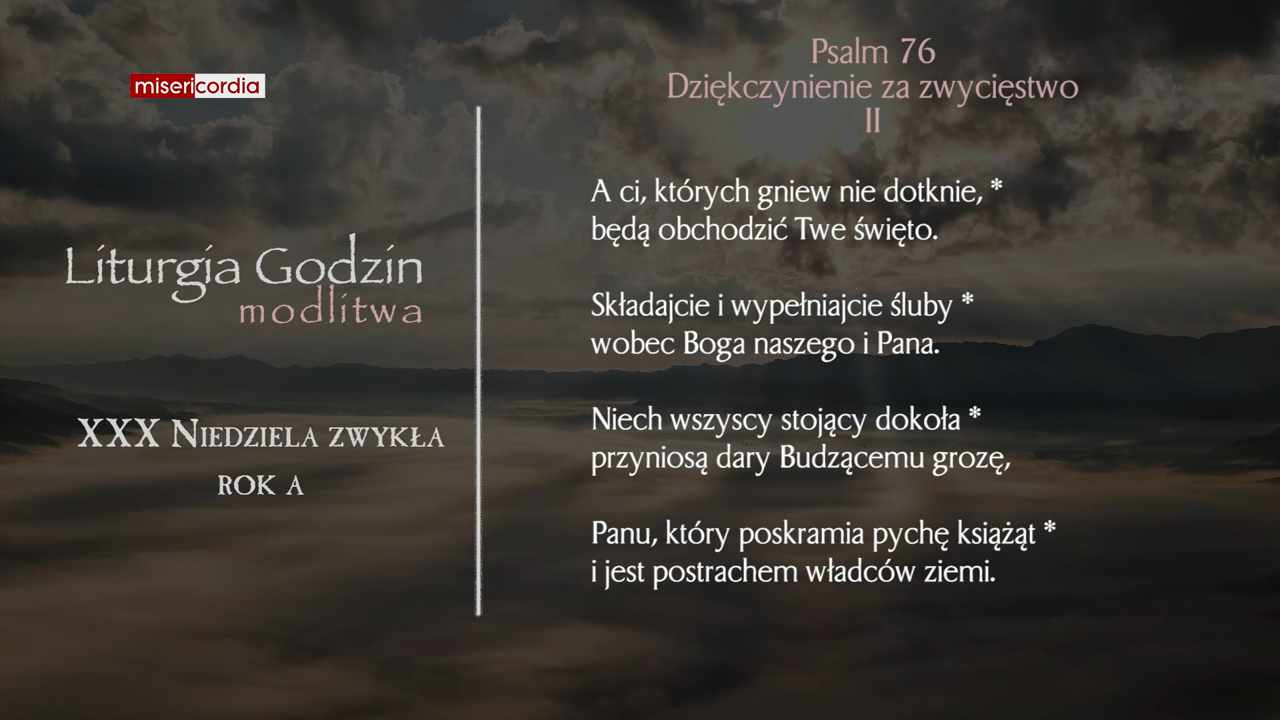 misericordia
Liturgia Godzin
modlitwa
XXX Niedziela zwykła
rok A
Psalm 76
Dziękczynienie za zwycięstwo
II
A ci, których gniew nie dotknie, *
będą obchodzić Twe święto.
Składajcie i wypełniajcie śluby *
wobec Boga naszego i Pana.
Niech wszyscy stojący dokoła *
przyniosą dary Budzącemu grozę,
Panu, który poskramia pychę książąt *
i jest postrachem władców ziemi.